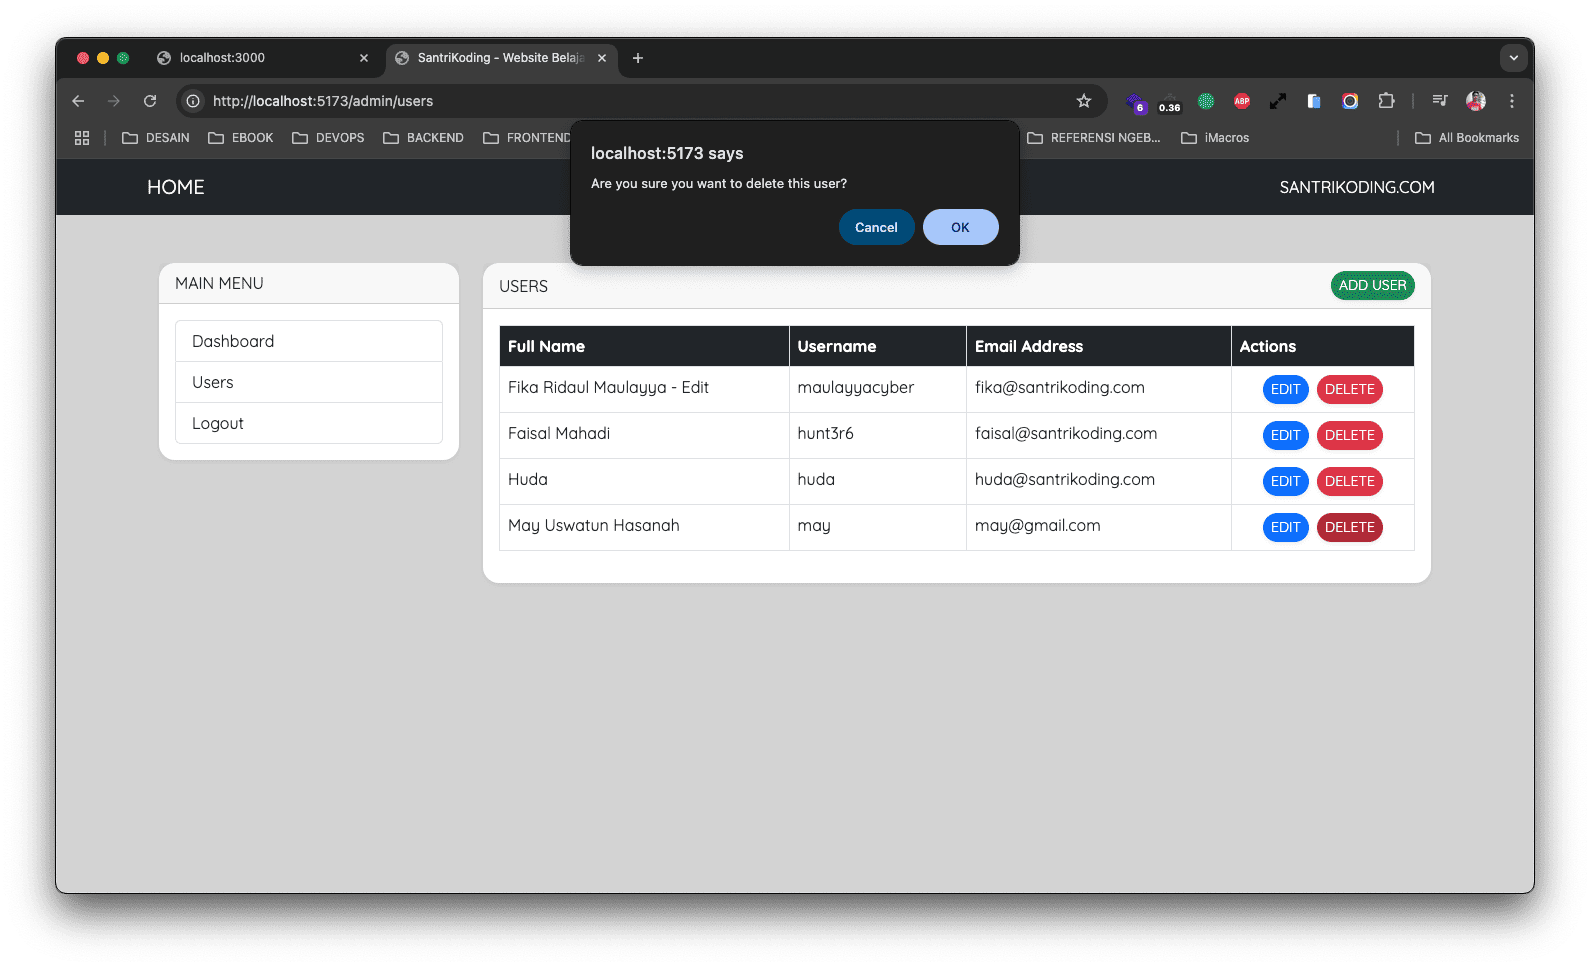 localhost:3000
SantriKoding - Website Belaja
http://localhost:5173/admin/users
6
0.36
ABP
DESAIN
EBOOK
DEVOPS
BACKEND
FRONTEND
REFERENSI NGEB...
iMacros
All Bookmarks
localhost:5173 says
Are you sure you want to delete this user?
Cancel
OK
HOME
SANTRIKODING.COM
MAIN MENU
Dashboard
Users
Logout
USERS
ADD USER
Full Name Username Email Address Actions
Fika Ridaul Maulayya - Edit maulayyacyber fika@santrikoding.com EDIT DELETE
Faisal Mahadi hunt3r6 faisal@santrikoding.com EDIT DELETE
Huda huda huda@santrikoding.com EDIT DELETE
May Uswatun Hasanah may may@gmail.com EDIT DELETE